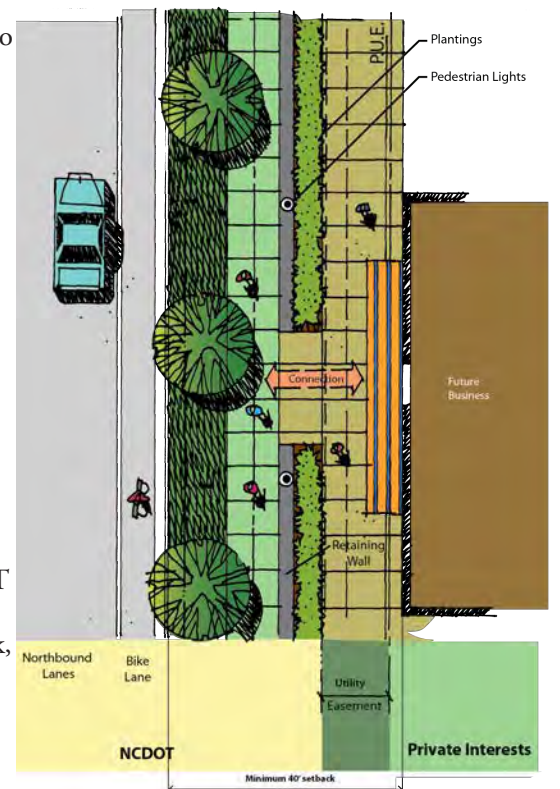 o
Plantings
P.U.E.
Pedestrian Lights
Connection
Future
Business
Retaining
Wall
T
k,
Northbound
Lanes
Bike
Lane
Utility
Easement
NCDOT
Private Interests
Minimum 40' setback